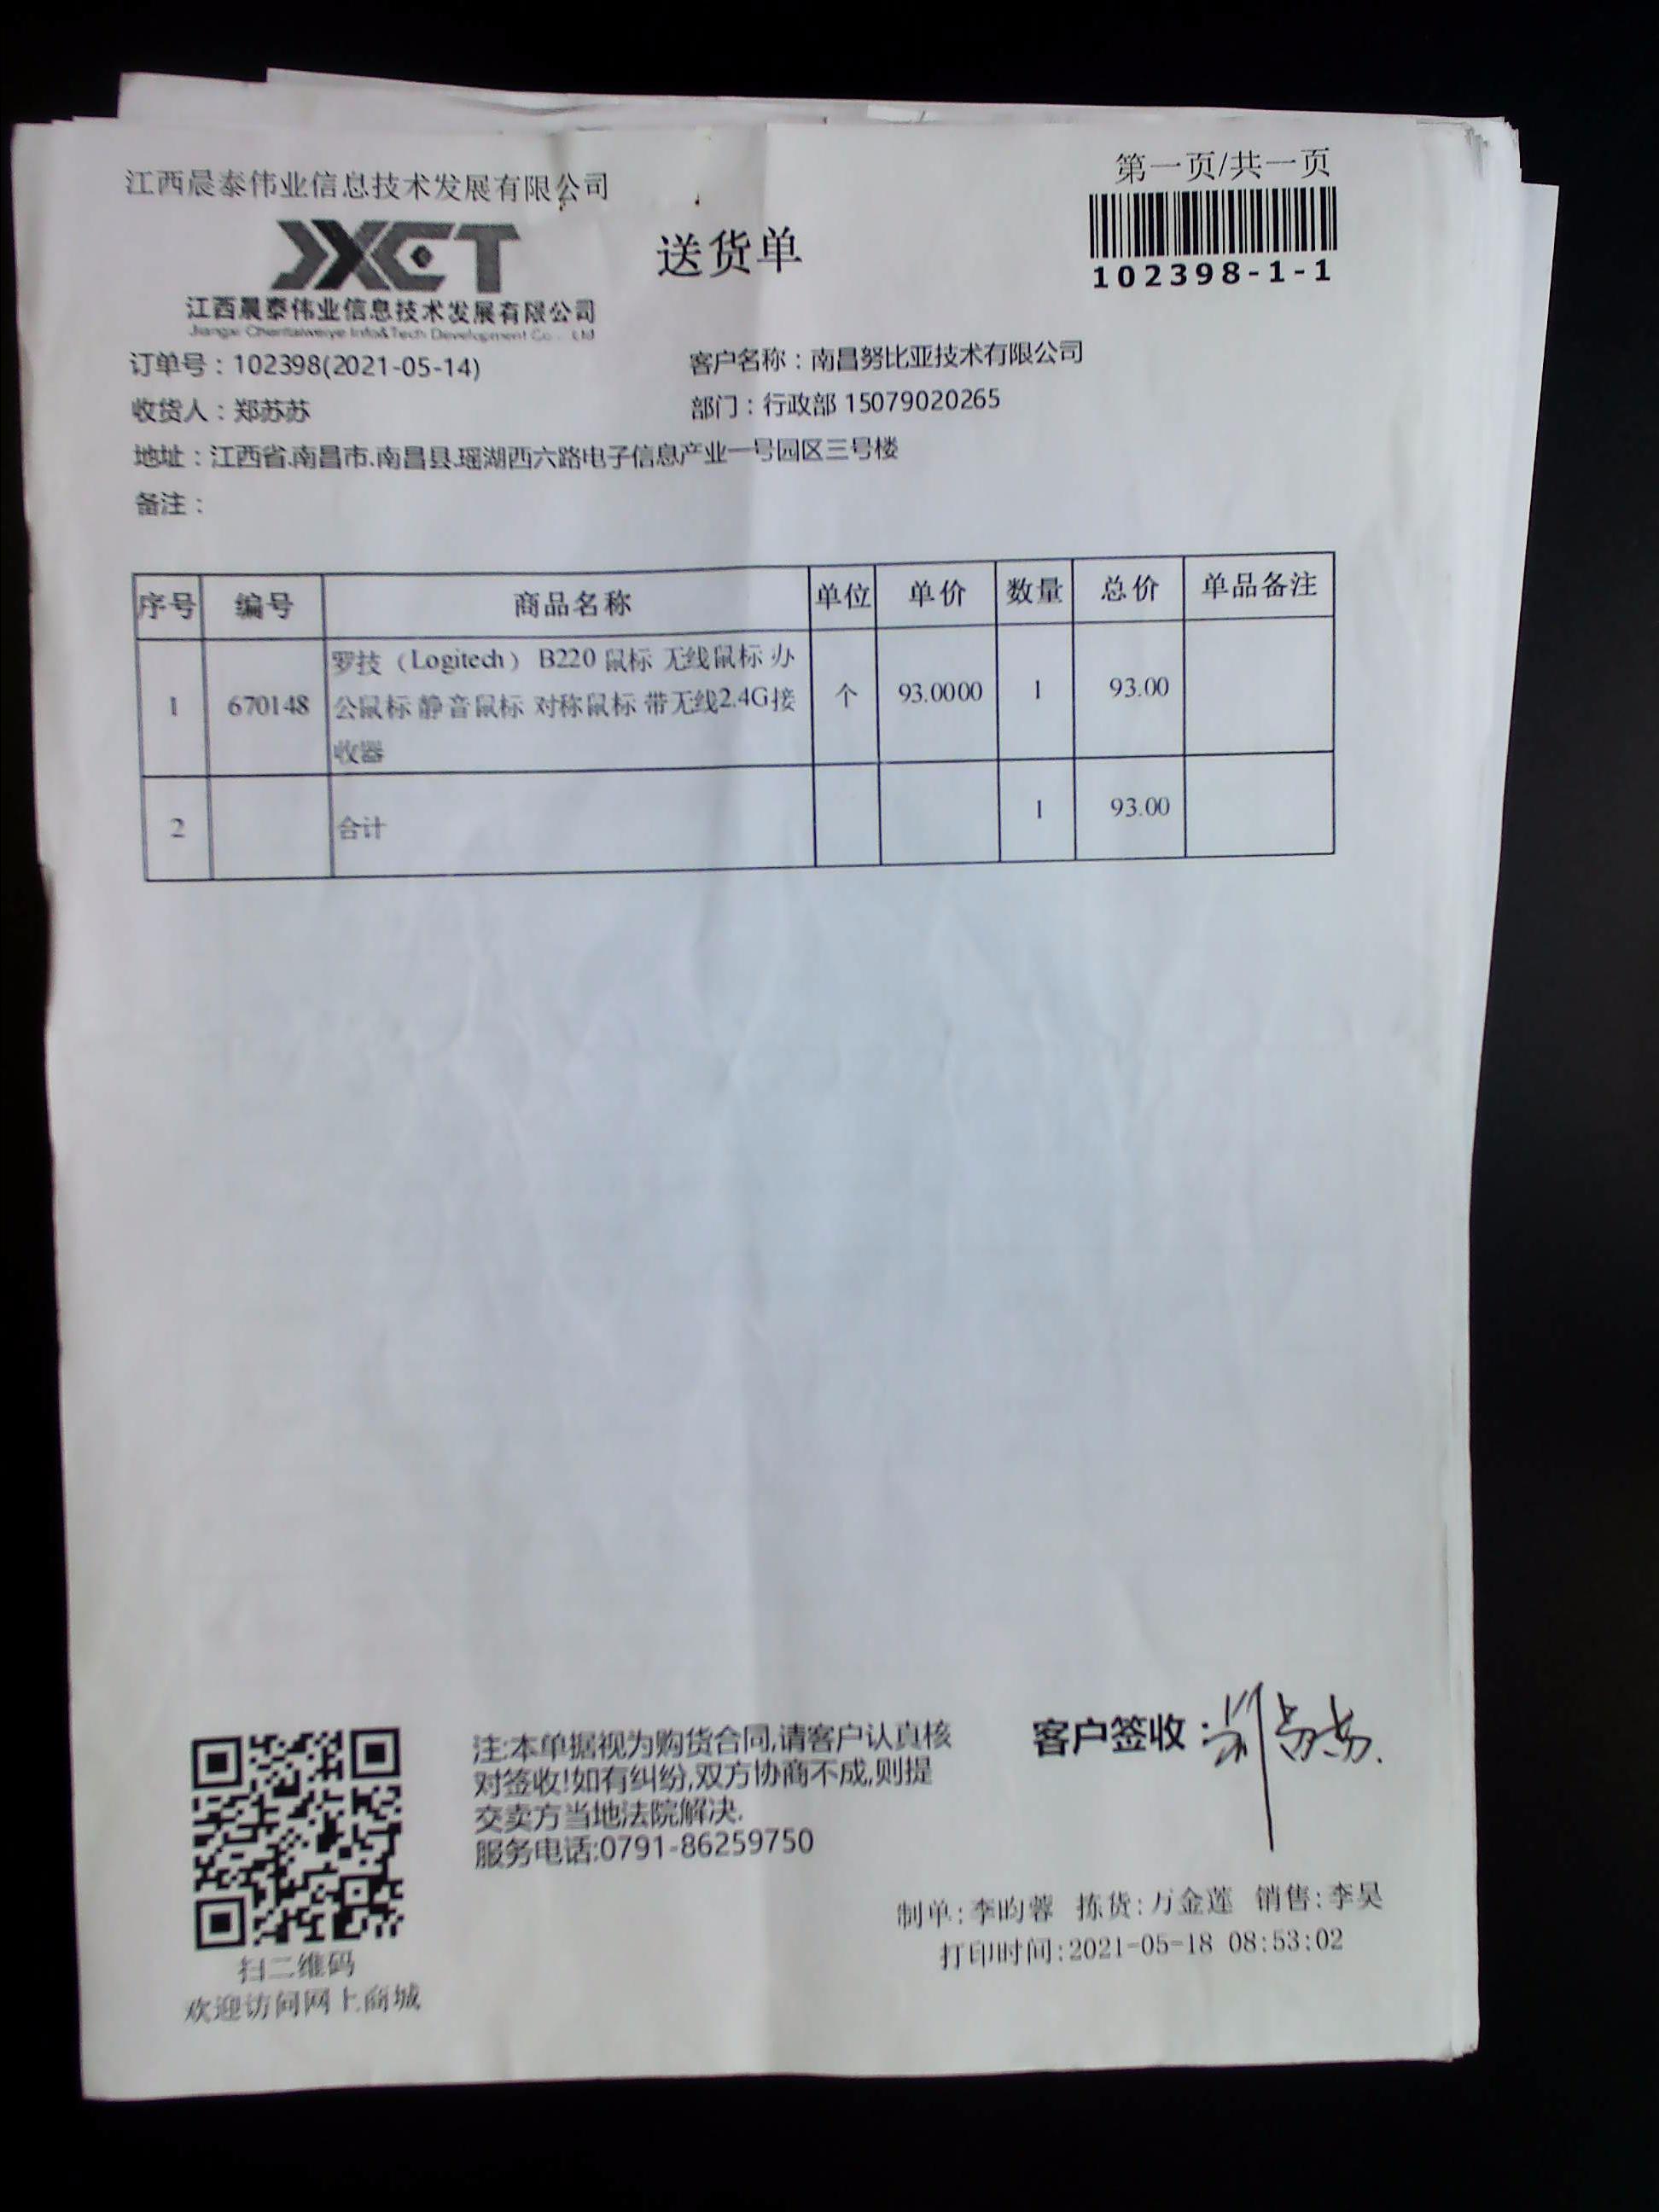 第一页/共一页
江西晨泰伟业信息技术发展有限公司
JXCT
送货单
102398-1-1
江西晨泰伟业信息技术发展有限公司
Jiangxi Chentaiweiye Info&Tech Development Co., Ltd
订单号：102398(2021-05-14) 客户名称：南昌努比亚技术有限公司
收货人：郑苏苏 部门：行政部 15079020265
地址：江西省.南昌市.南昌县.瑶湖西六路电子信息产业一号园区三号楼
备注：
序号 编号 商品名称 单位 单价 数量 总价 单品备注
罗技（Logitech） B220 鼠标 无线鼠标 办
1 670148 公鼠标 静音鼠标 对称鼠标 带无线2.4G接 个 93.0000 1 93.00
收器
2 合计 1 93.00
注:本单据视为购货合同,请客户认真核
对签收!如有纠纷,双方协商不成,则提
交卖方当地法院解决.
服务电话:0791-86259750
客户签收：郑苏苏.
制单:李昀蓉 拣货:万金莲 销售:李昊
打印时间:2021-05-18 08:53:02
扫二维码
欢迎访问网上商城